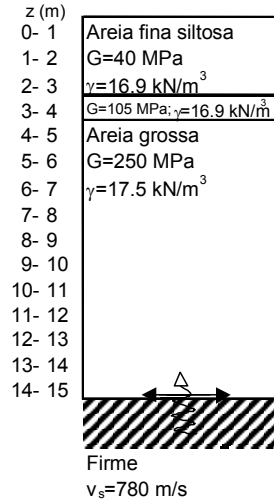 z (m)
0- 1 Areia fina siltosa
1- 2 G=40 MPa
2- 3 γ=16.9 kN/m³
3- 4 G=105 MPa; γ=16.9 kN/m³
4- 5 Areia grossa
5- 6 G=250 MPa
6- 7 γ=17.5 kN/m³
7- 8
8- 9
9- 10
10- 11
11- 12
12- 13
13- 14
14- 15
Firme
vₛ=780 m/s